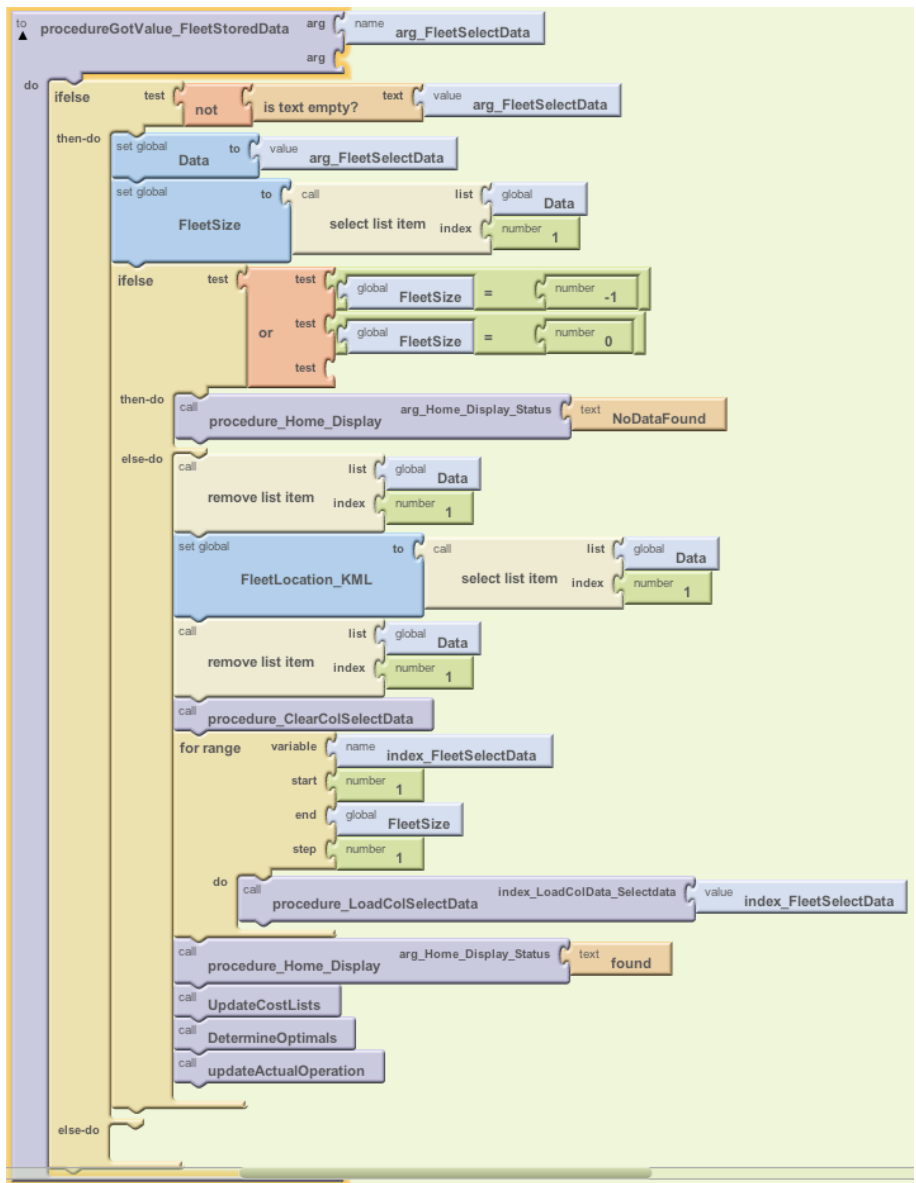 to procedureGotValue_FleetStoredData arg name arg_FleetSelectData
arg
do
ifelse test not is text empty? text value arg_FleetSelectData
then-do
set global Data to value arg_FleetSelectData
set global FleetSize to call select list item list global Data
index number 1
ifelse test or test global FleetSize = number -1
test global FleetSize = number 0
test
then-do
call procedure_Home_Display arg_Home_Display_Status text NoDataFound
else-do
call remove list item list global Data
index number 1
set global FleetLocation_KML to call select list item list global Data
index number 1
call remove list item list global Data
index number 1
call procedure_ClearColSelectData
for range variable name index_FleetSelectData
start number 1
end global FleetSize
step number 1
do
call procedure_LoadColSelectData index_LoadColData_Selectdata value index_FleetSelectData
call procedure_Home_Display arg_Home_Display_Status text found
call UpdateCostLists
call DetermineOptimals
call updateActualOperation
else-do